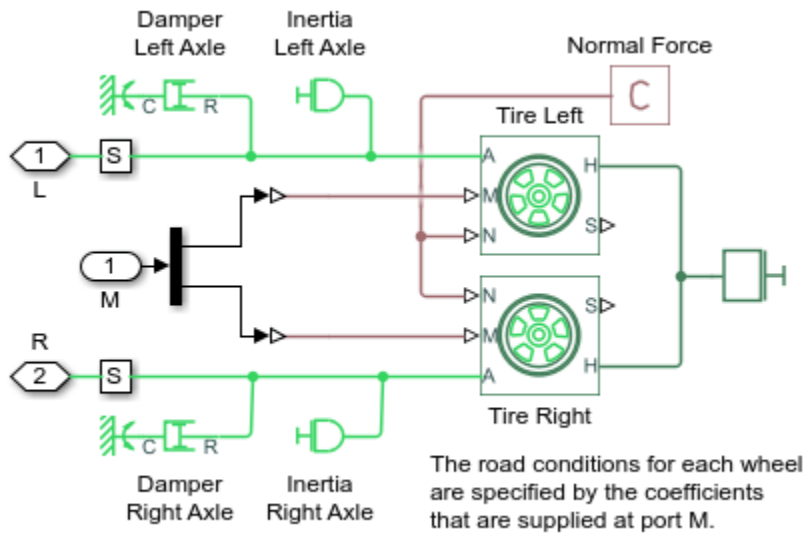 Damper
Left Axle
Inertia
Left Axle
Normal Force
C
C R
Tire Left
1
S
A
H
L
M
S
N
1
M
N
S
R
M
2
S
A
H
C R
Tire Right
Damper
Right Axle
Inertia
Right Axle
The road conditions for each wheel
are specified by the coefficients
that are supplied at port M.